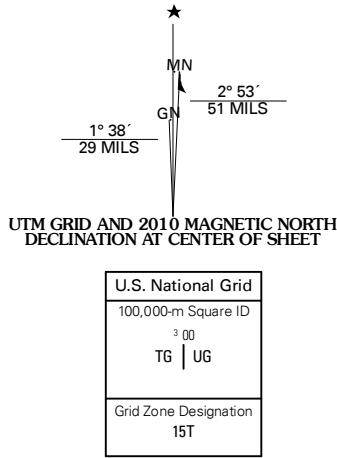 MN
GN
2° 53´
51 MILS
1° 38´
29 MILS
UTM GRID AND 2010 MAGNETIC NORTH
DECLINATION AT CENTER OF SHEET
U.S. National Grid
100,000-m Square ID
3 00
TG UG
Grid Zone Designation
15T